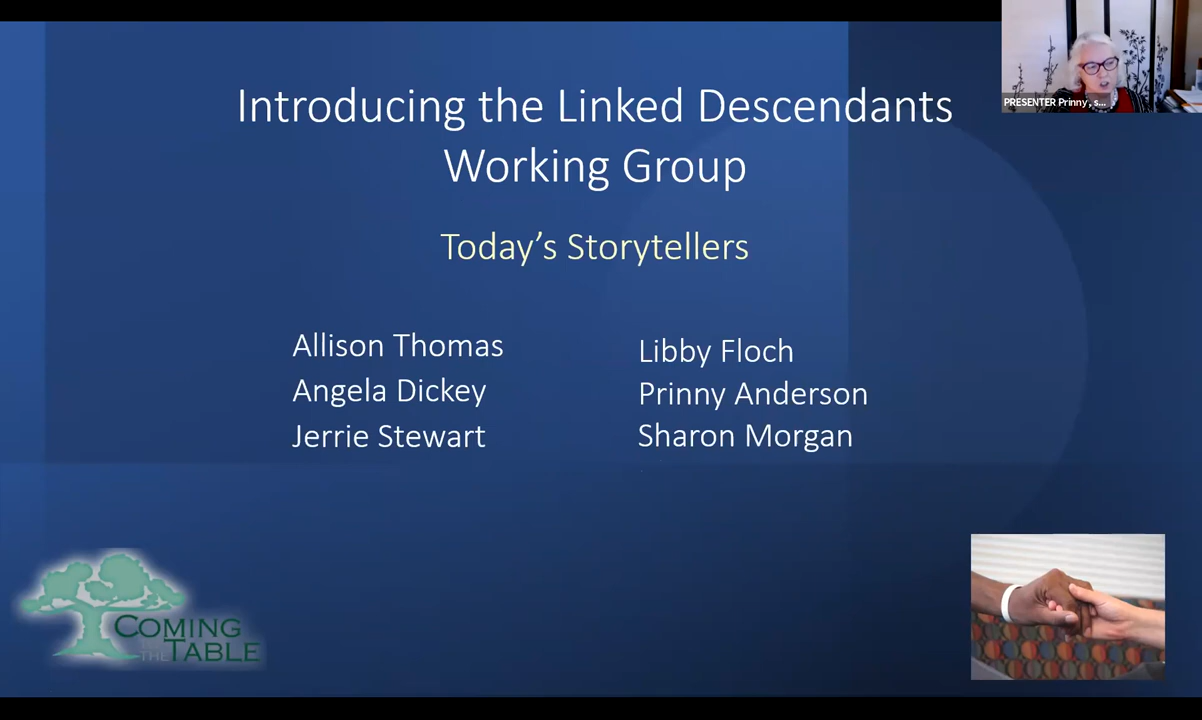 Introducing the Linked Descendants
Working Group
PRESENTER Prinny, s...
Today's Storytellers
Allison Thomas
Angela Dickey
Jerrie Stewart
Libby Floch
Prinny Anderson
Sharon Morgan
COMING
TO THE TABLE